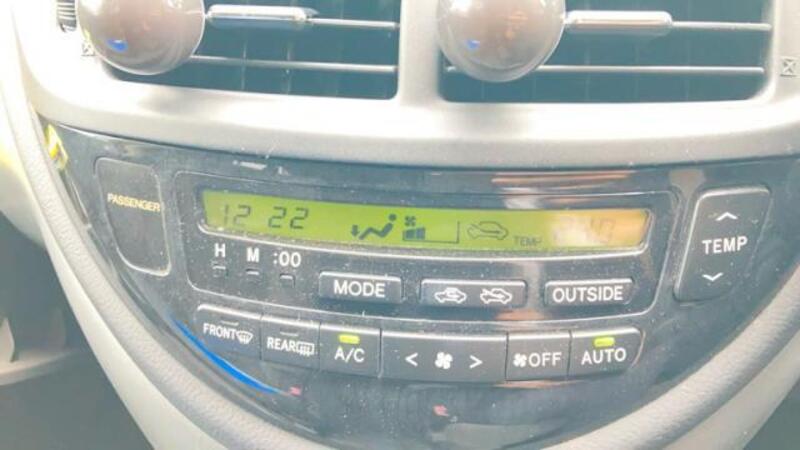 PASSENGER
12 22
TEMP
H M :00
MODE
OUTSIDE
TEMP
FRONT
REAR
A/C
< >
OFF
AUTO